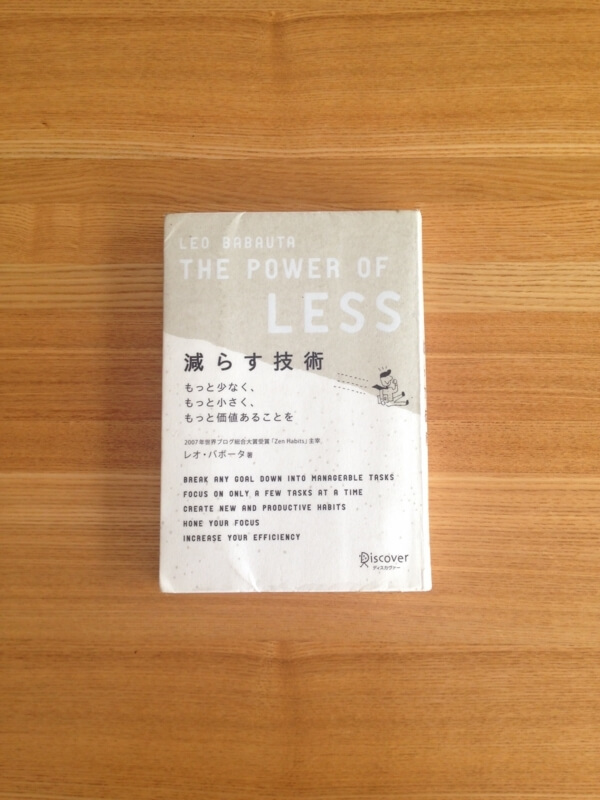 LEO BABAUTA
THE POWER OF
LESS
減らす技術
もっと少なく、
もっと小さく、
もっと価値あることを
2007年世界ブログ総合大賞受賞「Zen Habits」主宰
レオ・バボータ 著
BREAK ANY GOAL DOWN INTO MANAGEABLE TASKS
FOCUS ON ONLY A FEW TASKS AT A TIME
CREATE NEW AND PRODUCTIVE HABITS
HONE YOUR FOCUS
INCREASE YOUR EFFICIENCY
Discover
ディスカヴァー